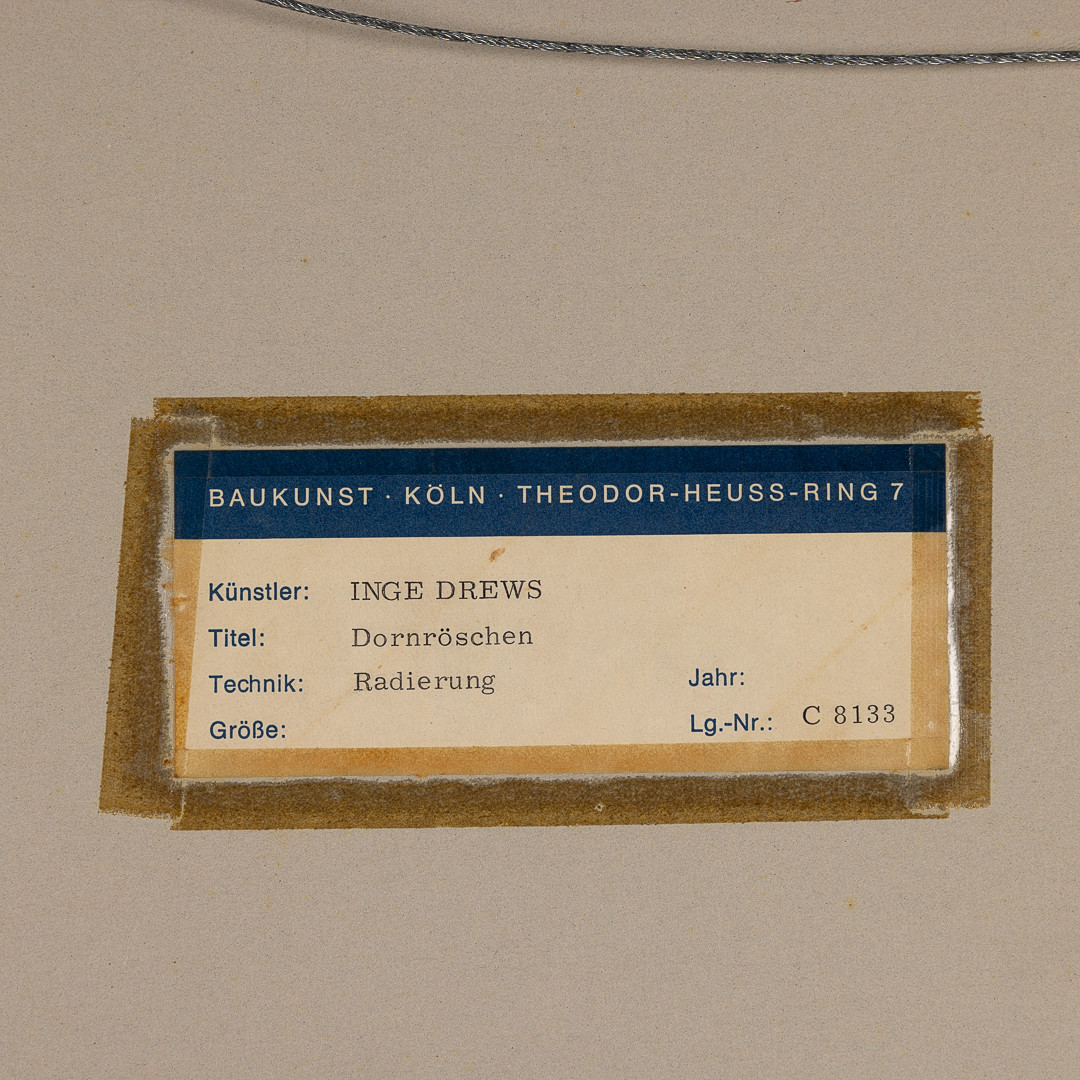 BAUKUNST · KÖLN · THEODOR-HEUSS-RING 7
Künstler: INGE DREWS
Titel: Dornröschen
Technik: Radierung Jahr:
Größe: Lg.-Nr.: C 8133